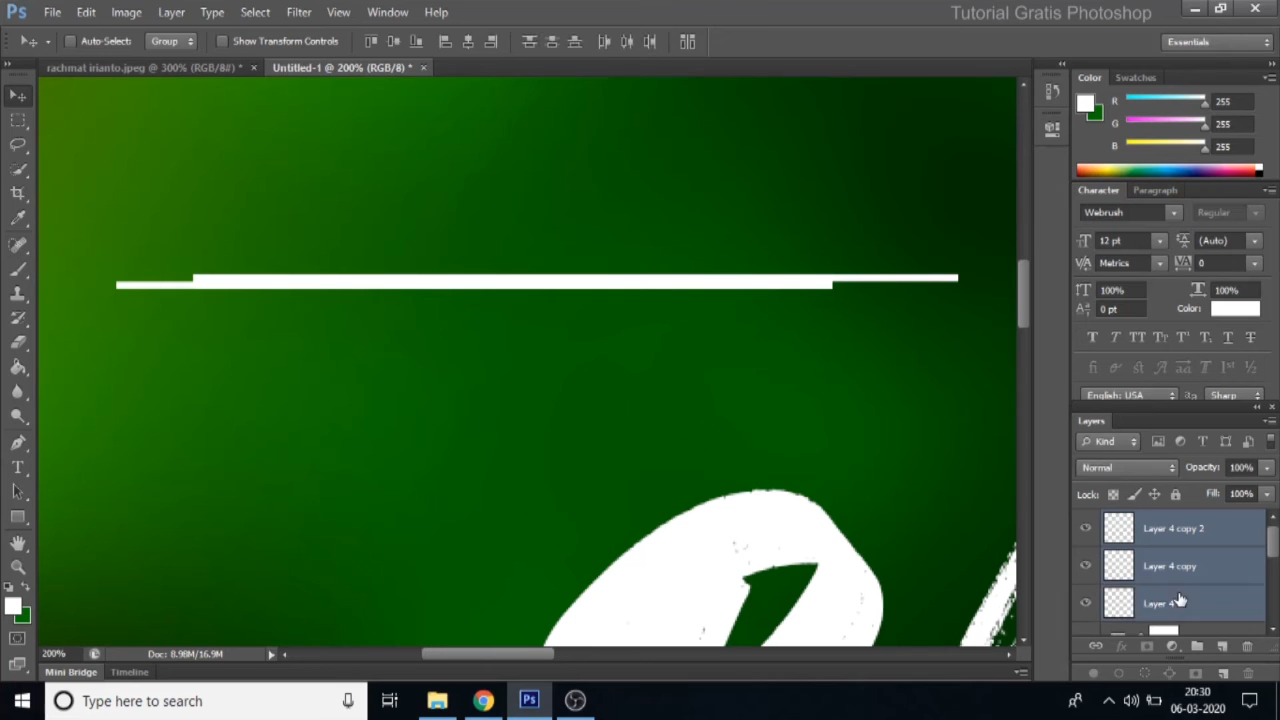 Ps File Edit Image Layer Type Select Filter View Window Help Tutorial Gratis Photoshop
Auto-Select: Group Show Transform Controls Essentials
rachmat irianto.jpeg @ 300% (RGB/8#) * × Untitled-1 @ 200% (RGB/8) * ×
Color Swatches
R 255
G 255
B 255
Character Paragraph
Webrush Regular
12 pt (Auto)
Metrics 0
100% 100%
0 pt Color:
English: USA Sharp
Layers
Kind
Normal Opacity: 100%
Lock: Fill: 100%
Layer 4 copy 2
Layer 4 copy
Layer 4
200% Doc: 8.98M/16.9M
Mini Bridge Timeline
Type here to search
20:30
06-03-2020